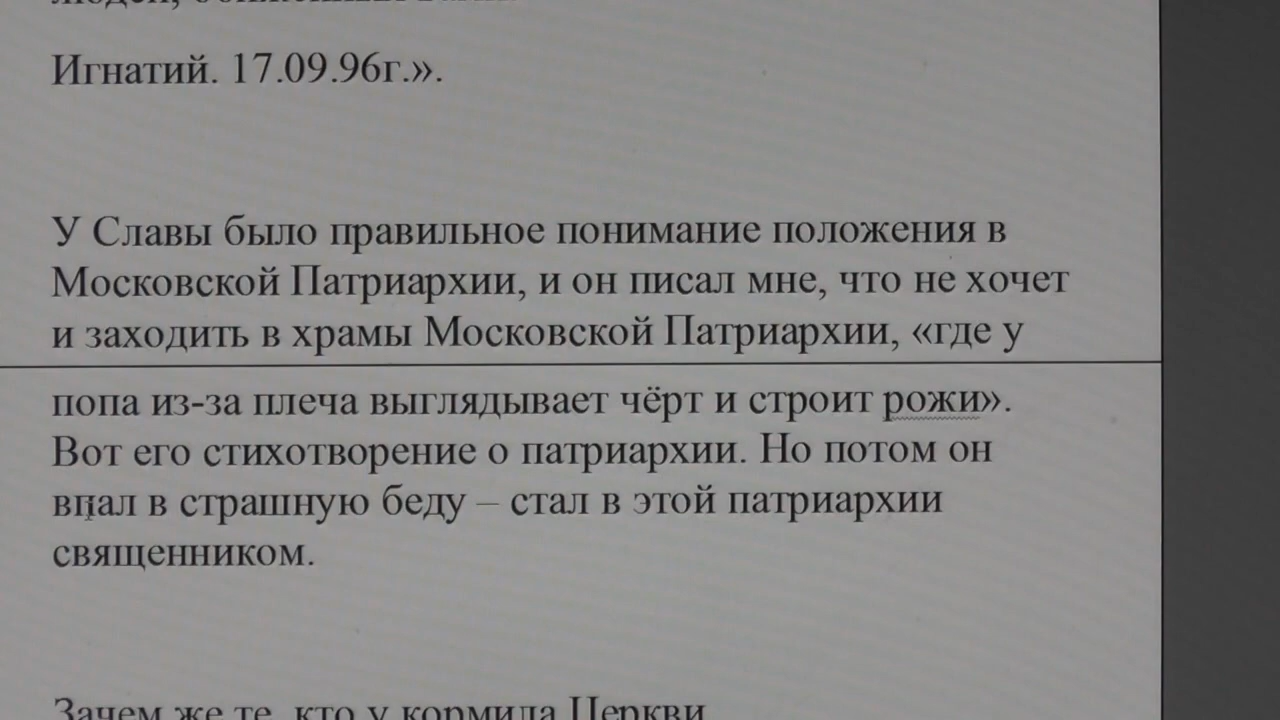 Игнатий. 17.09.96г.».
У Славы было правильное понимание положения в
Московской Патриархии, и он писал мне, что не хочет
и заходить в храмы Московской Патриархии, «где у
попа из-за плеча выглядывает чёрт и строит рожи».
Вот его стихотворение о патриархии. Но потом он
впал в страшную беду – стал в этой патриархии
священником.
Зачем же те, кто у кормила Церкви